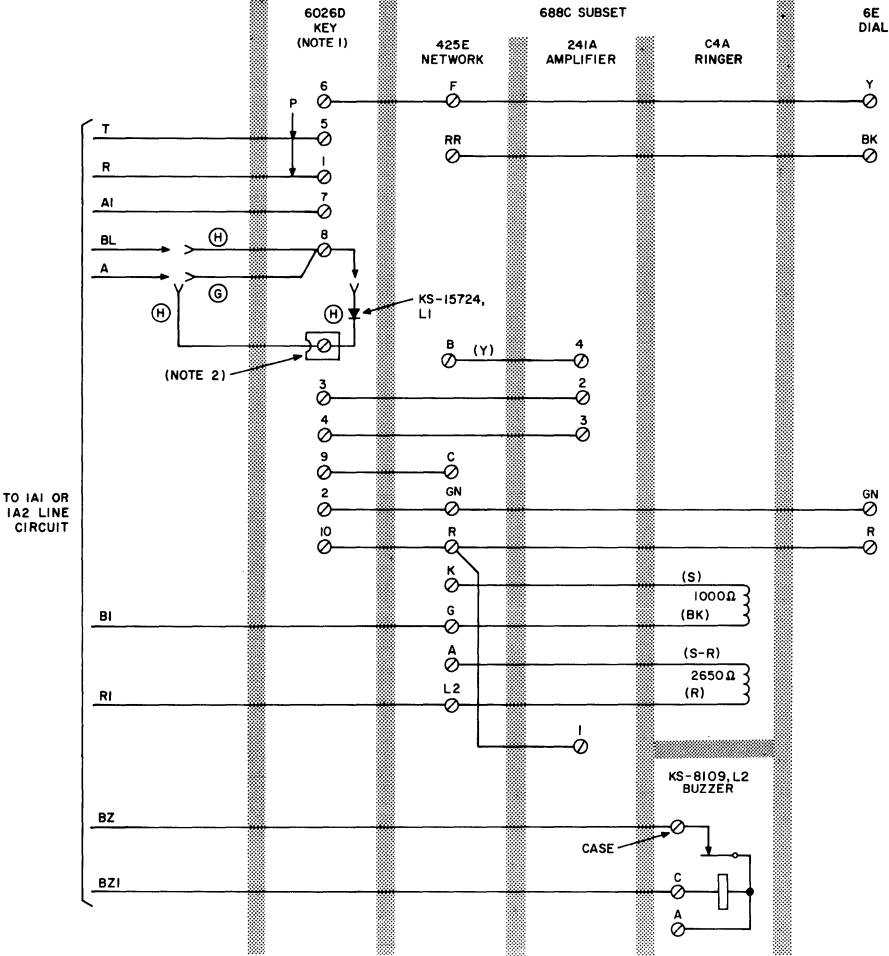 6026D
KEY
(NOTE 1)
688C SUBSET
6E
DIAL
425E
NETWORK
241A
AMPLIFIER
C4A
RINGER
6
F
Y
P
T
5
RR
BK
R
1
A1
7
BL
H
8
A
G
H
H
KS-15724,
L1
B
(Y)
4
(NOTE 2)
3
2
4
3
9
C
TO 1A1 OR
1A2 LINE
CIRCUIT
2
GN
GN
10
R
R
K
(S)
1000Ω
B1
G
(BK)
A
(S-R)
2650Ω
R1
L2
(R)
1
KS-8109, L2
BUZZER
BZ
CASE
BZ1
C
A